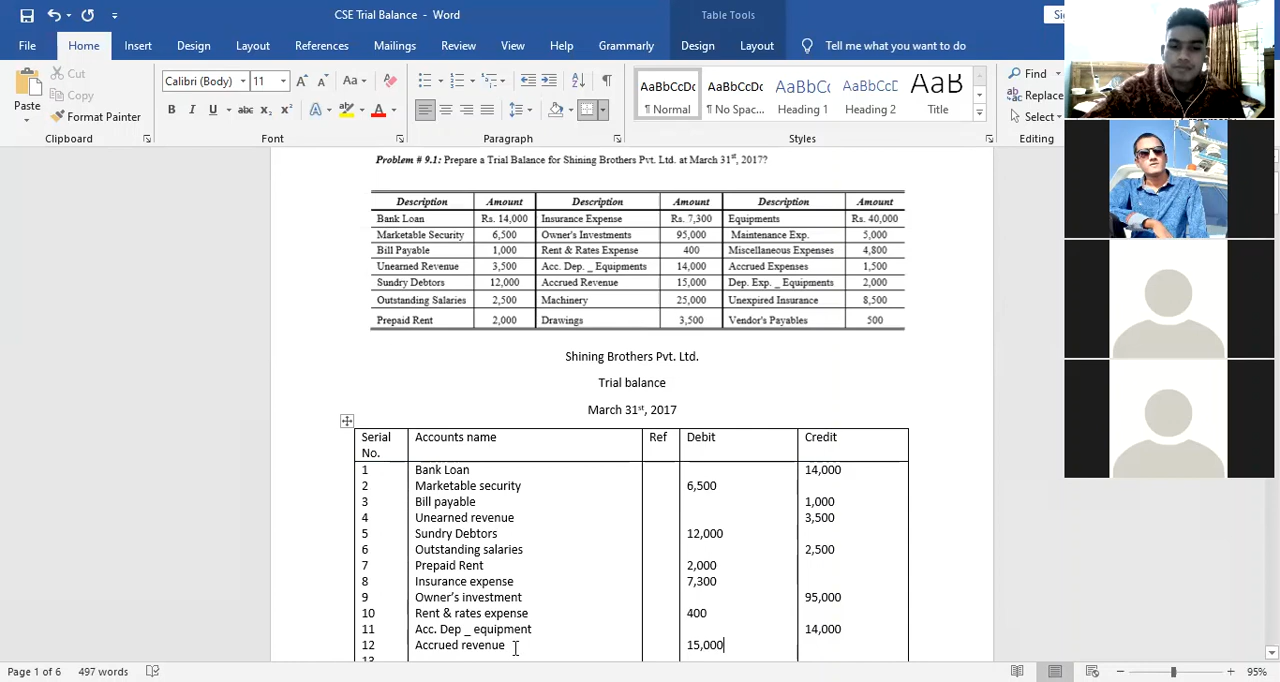 CSE Trial Balance - Word
Table Tools
File Home Insert Design Layout References Mailings Review View Help Grammarly Design Layout Tell me what you want to do
Paste
Cut
Copy
Format Painter
Clipboard
Calibri (Body) 11
Font
Paragraph
AaBbCcDc AaBbCcDc AaBbCc AaBbCcD AaB
¶ Normal ¶ No Spac... Heading 1 Heading 2 Title
Styles
Find
Replace
Select
Editing
Problem # 9.1: Prepare a Trial Balance for Shining Brothers Pvt. Ltd. at March 31st, 2017?
Description Amount Description Amount Description Amount
Bank Loan Rs. 14,000 Insurance Expense Rs. 7,300 Equipments Rs. 40,000
Marketable Security 6,500 Owner's Investments 95,000 Maintenance Exp. 5,000
Bill Payable 1,000 Rent & Rates Expense 400 Miscellaneous Expenses 4,800
Unearned Revenue 3,500 Acc. Dep. _ Equipments 14,000 Accrued Expenses 1,500
Sundry Debtors 12,000 Accrued Revenue 15,000 Dep. Exp. _ Equipments 2,000
Outstanding Salaries 2,500 Machinery 25,000 Unexpired Insurance 8,500
Prepaid Rent 2,000 Drawings 3,500 Vendor's Payables 500
Shining Brothers Pvt. Ltd.
Trial balance
March 31st, 2017
Serial No. Accounts name Ref Debit Credit
1 Bank Loan 14,000
2 Marketable security 6,500
3 Bill payable 1,000
4 Unearned revenue 3,500
5 Sundry Debtors 12,000
6 Outstanding salaries 2,500
7 Prepaid Rent 2,000
8 Insurance expense 7,300
9 Owner's investment 95,000
10 Rent & rates expense 400
11 Acc. Dep _ equipment 14,000
12 Accrued revenue 15,000
13
Page 1 of 6 497 words 95%